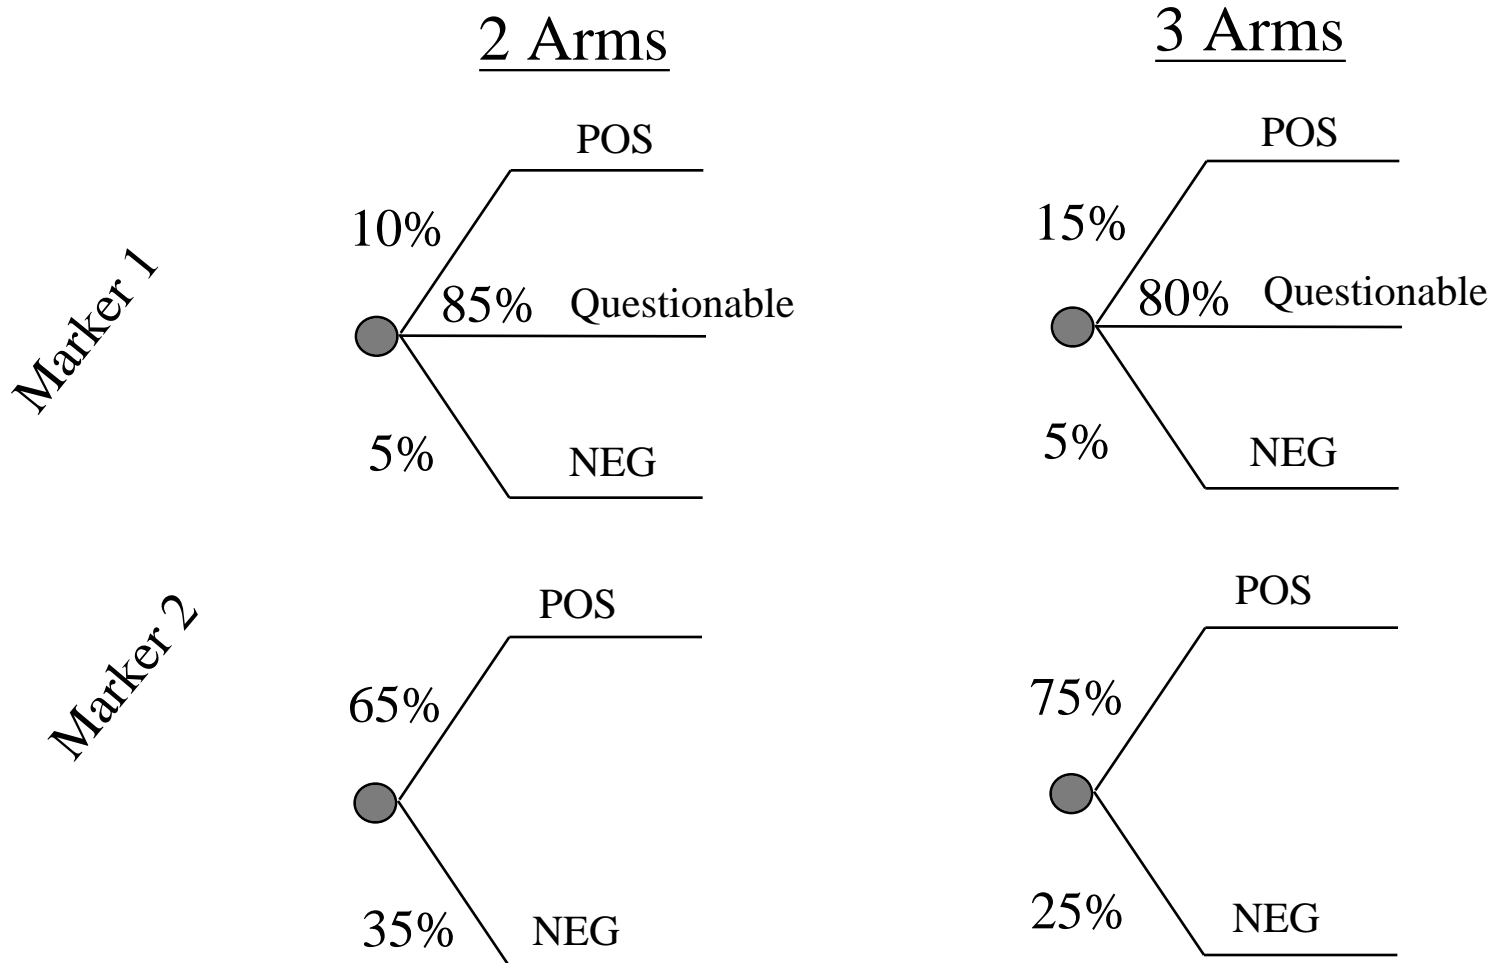 2 Arms
3 Arms
Marker 1
POS
10%
85%
Questionable
5%
NEG
POS
15%
80%
Questionable
5%
NEG
Marker 2
POS
65%
35%
NEG
POS
75%
25%
NEG